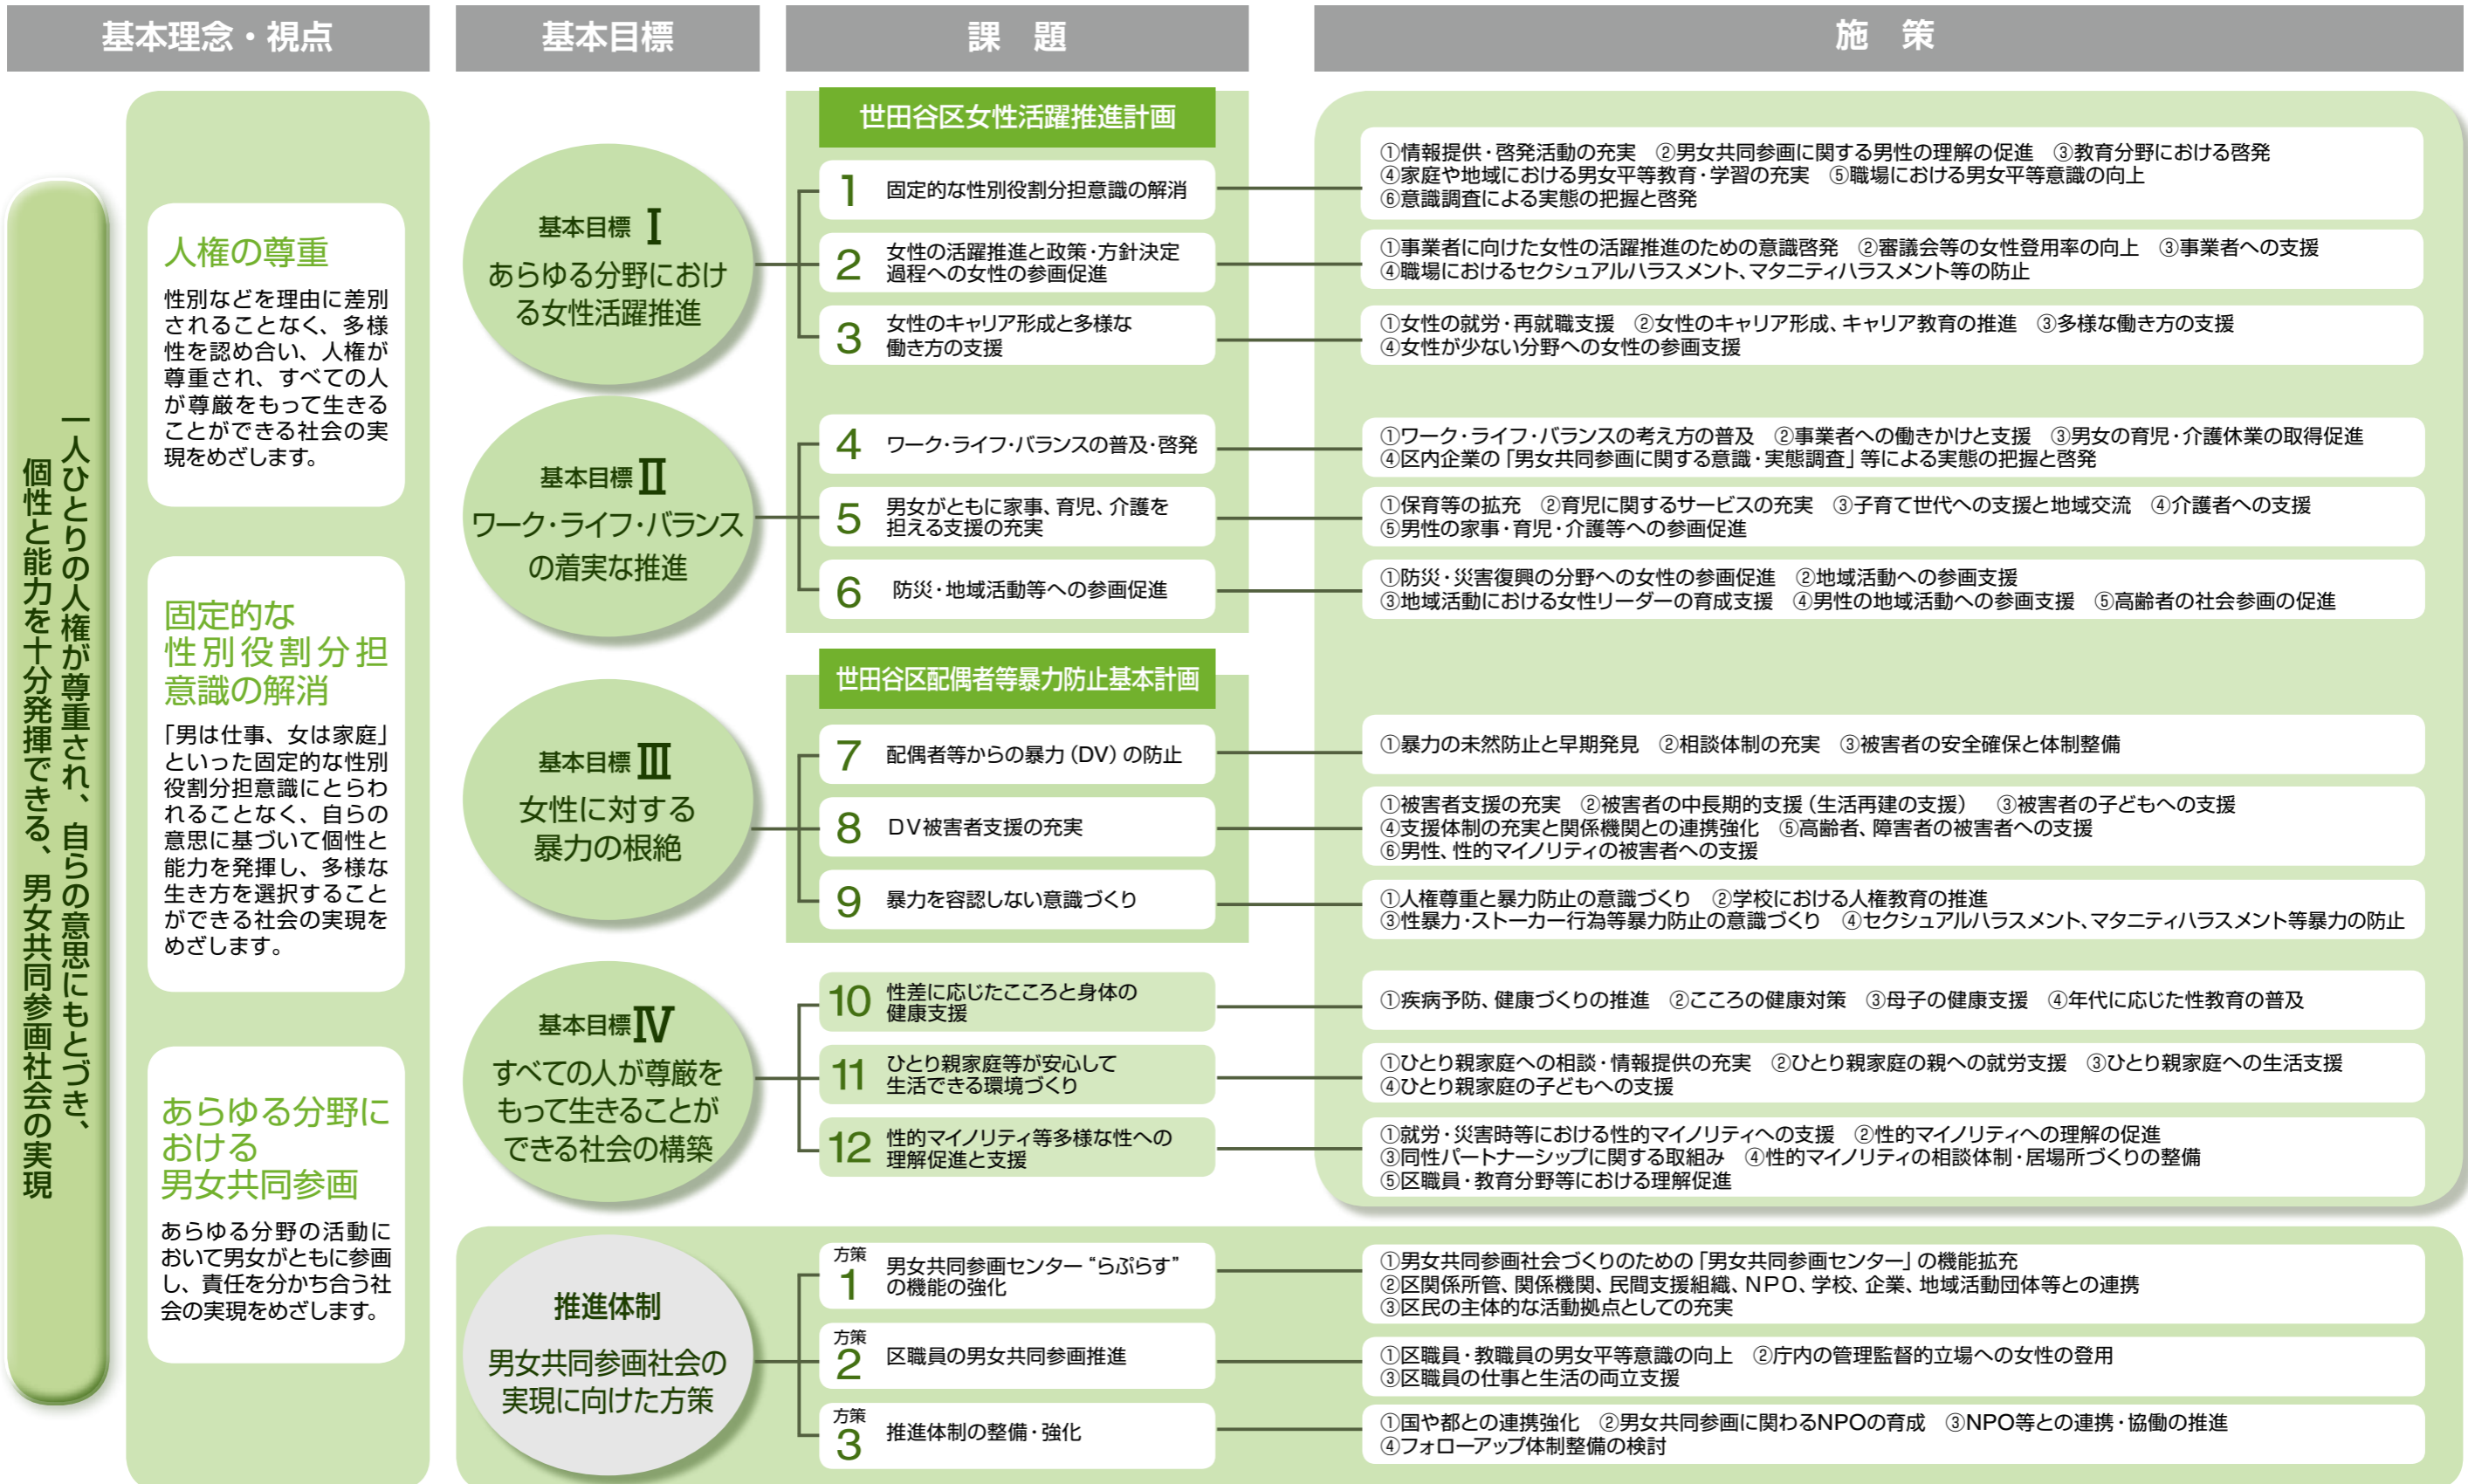 基本理念・視点
基本目標
課　題
施　策
一人ひとりの人権が尊重され、自らの意思にもとづき、
個性と能力を十分発揮できる、男女共同参画社会の実現
人権の尊重
性別などを理由に差別
されることなく、多様
性を認め合い、人権が
尊重され、すべての人
が尊厳をもって生きる
ことができる社会の実
現をめざします。
固定的な
性別役割分担
意識の解消
「男は仕事、女は家庭」
といった固定的な性別
役割分担意識にとらわ
れることなく、自らの
意思に基づいて個性と
能力を発揮し、多様な
生き方を選択すること
ができる社会の実現を
めざします。
あらゆる分野に
おける
男女共同参画
あらゆる分野の活動に
おいて男女がともに参画
し、責任を分かち合う社
会の実現をめざします。
基本目標 Ⅰ
あらゆる分野におけ
る女性活躍推進
世田谷区女性活躍推進計画
1 固定的な性別役割分担意識の解消
①情報提供・啓発活動の充実　②男女共同参画に関する男性の理解の促進　③教育分野における啓発
④家庭や地域における男女平等教育・学習の充実　⑤職場における男女平等意識の向上
⑥意識調査による実態の把握と啓発
2 女性の活躍推進と政策・方針決定
過程への女性の参画促進
①事業者に向けた女性の活躍推進のための意識啓発　②審議会等の女性登用率の向上　③事業者への支援
④職場におけるセクシュアルハラスメント、マタニティハラスメント等の防止
3 女性のキャリア形成と多様な
働き方の支援
①女性の就労・再就職支援　②女性のキャリア形成、キャリア教育の推進　③多様な働き方の支援
④女性が少ない分野への女性の参画支援
基本目標 Ⅱ
ワーク・ライフ・バランス
の着実な推進
4 ワーク・ライフ・バランスの普及・啓発
①ワーク・ライフ・バランスの考え方の普及　②事業者への働きかけと支援　③男女の育児・介護休業の取得促進
④区内企業の「男女共同参画に関する意識・実態調査」等による実態の把握と啓発
5 男女がともに家事、育児、介護を
担える支援の充実
①保育等の拡充　②育児に関するサービスの充実　③子育て世代への支援と地域交流　④介護者への支援
⑤男性の家事・育児・介護等への参画促進
6 防災・地域活動等への参画促進
①防災・災害復興の分野への女性の参画促進　②地域活動への参画支援
③地域活動における女性リーダーの育成支援　④男性の地域活動への参画支援　⑤高齢者の社会参画の促進
基本目標 Ⅲ
女性に対する
暴力の根絶
世田谷区配偶者等暴力防止基本計画
7 配偶者等からの暴力（DV）の防止
①暴力の未然防止と早期発見　②相談体制の充実　③被害者の安全確保と体制整備
8 ＤＶ被害者支援の充実
①被害者支援の充実　②被害者の中長期的支援（生活再建の支援）　③被害者の子どもへの支援
④支援体制の充実と関係機関との連携強化　⑤高齢者、障害者の被害者への支援
⑥男性、性的マイノリティの被害者への支援
9 暴力を容認しない意識づくり
①人権尊重と暴力防止の意識づくり　②学校における人権教育の推進
③性暴力・ストーカー行為等暴力防止の意識づくり　④セクシュアルハラスメント、マタニティハラスメント等暴力の防止
基本目標 Ⅳ
すべての人が尊厳を
もって生きることが
できる社会の構築
10 性差に応じたこころと身体の
健康支援
①疾病予防、健康づくりの推進　②こころの健康対策　③母子の健康支援　④年代に応じた性教育の普及
11 ひとり親家庭等が安心して
生活できる環境づくり
①ひとり親家庭への相談・情報提供の充実　②ひとり親家庭の親への就労支援　③ひとり親家庭への生活支援
④ひとり親家庭の子どもへの支援
12 性的マイノリティ等多様な性への
理解促進と支援
①就労・災害時等における性的マイノリティへの支援　②性的マイノリティへの理解の促進
③同性パートナーシップに関する取組み　④性的マイノリティの相談体制・居場所づくりの整備
⑤区職員・教育分野等における理解促進
推進体制
男女共同参画社会の
実現に向けた方策
方策
1 男女共同参画センター“らぷらす”
の機能の強化
①男女共同参画社会づくりのための「男女共同参画センター」の機能拡充
②区関係所管、関係機関、民間支援組織、ＮＰＯ、学校、企業、地域活動団体等との連携
③区民の主体的な活動拠点としての充実
方策
2 区職員の男女共同参画推進
①区職員・教職員の男女平等意識の向上　②庁内の管理監督的立場への女性の登用
③区職員の仕事と生活の両立支援
方策
3 推進体制の整備・強化
①国や都との連携強化　②男女共同参画に関わるNPOの育成　③NPO等との連携・協働の推進
④フォローアップ体制整備の検討